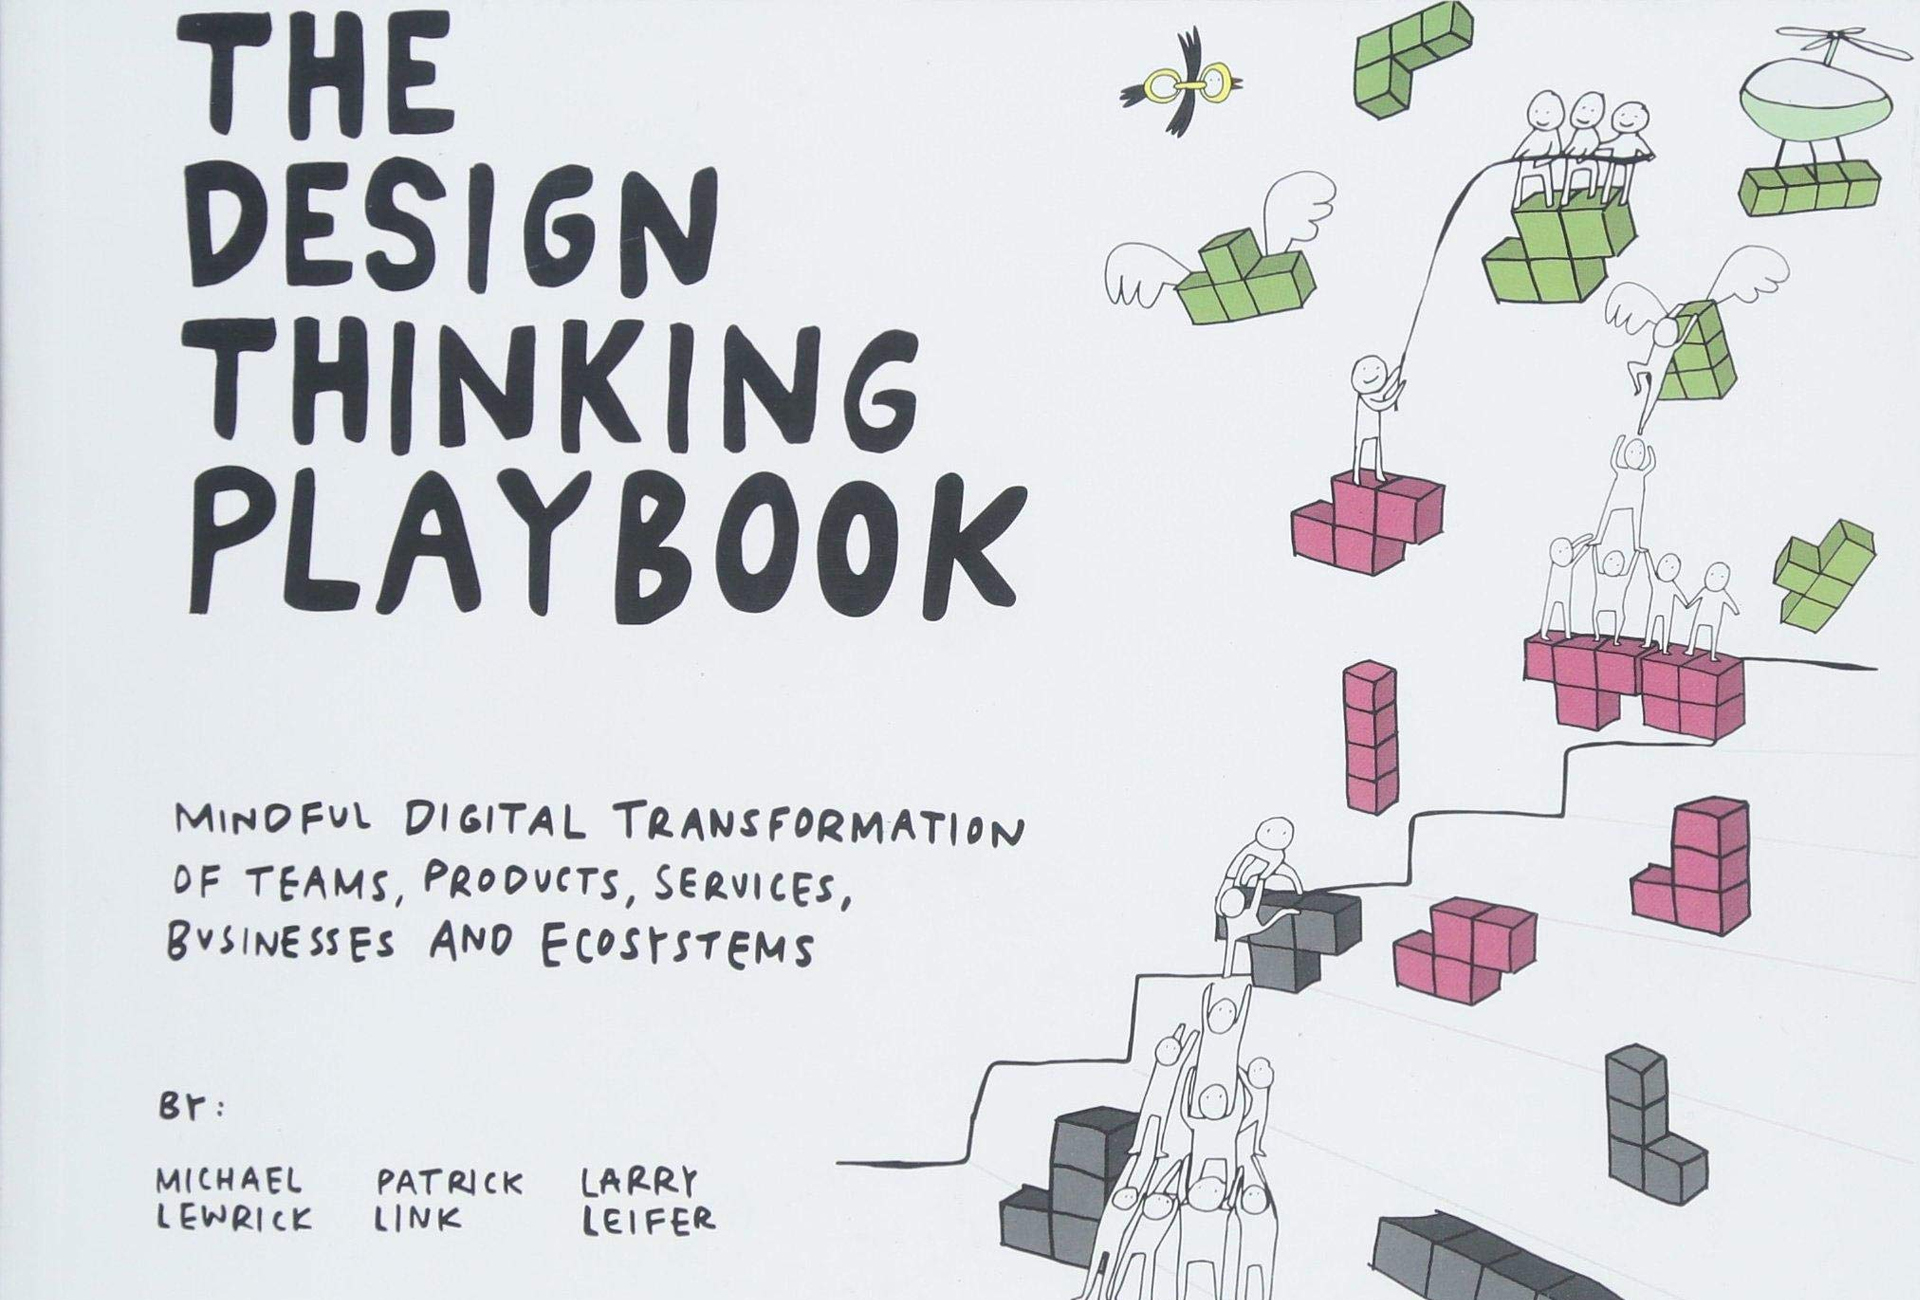 THE
DESIGN
THINKING
PLAYBOOK
MINDFUL DIGITAL TRANSFORMATION
OF TEAMS, PRODUCTS, SERVICES,
BUSINESSES AND ECOSYSTEMS
BY:
MICHAEL LEWRICK
PATRICK LINK
LARRY LEIFER